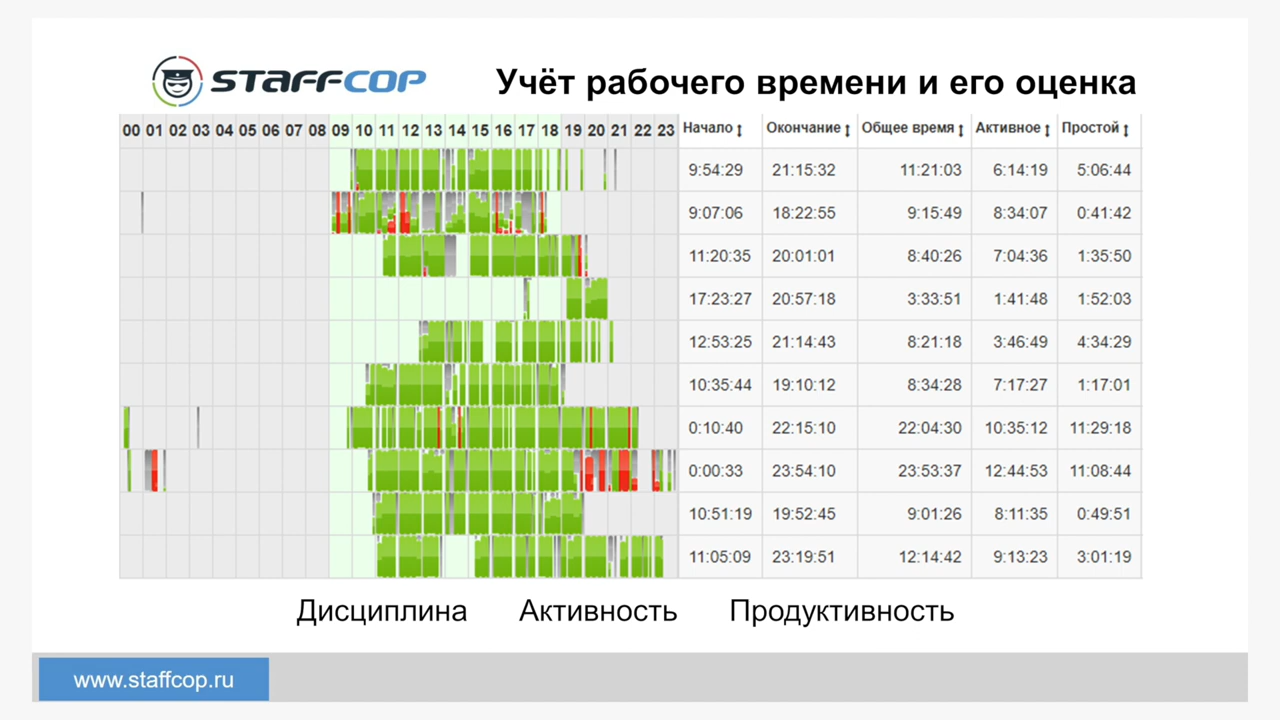 STAFFCOP
Учёт рабочего времени и его оценка
00 01 02 03 04 05 06 07 08 09 10 11 12 13 14 15 16 17 18 19 20 21 22 23 Начало Окончание Общее время Активное Простой
9:54:29 21:15:32 11:21:03 6:14:19 5:06:44
9:07:06 18:22:55 9:15:49 8:34:07 0:41:42
11:20:35 20:01:01 8:40:26 7:04:36 1:35:50
17:23:27 20:57:18 3:33:51 1:41:48 1:52:03
12:53:25 21:14:43 8:21:18 3:46:49 4:34:29
10:35:44 19:10:12 8:34:28 7:17:27 1:17:01
0:10:40 22:15:10 22:04:30 10:35:12 11:29:18
0:00:33 23:54:10 23:53:37 12:44:53 11:08:44
10:51:19 19:52:45 9:01:26 8:11:35 0:49:51
11:05:09 23:19:51 12:14:42 9:13:23 3:01:19
Дисциплина Активность Продуктивность
www.staffcop.ru